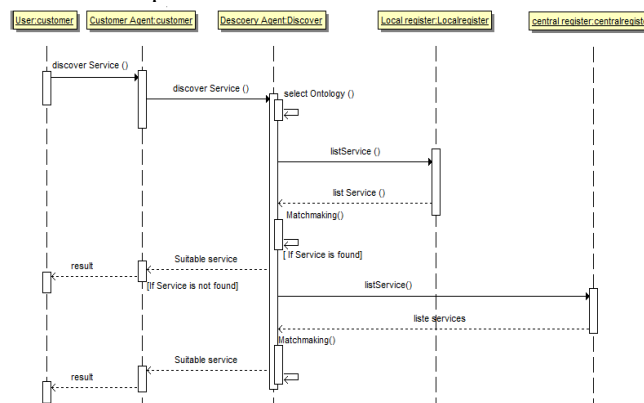 User:customer
Customer Agent:customer
Descoery Agent:Discover
Local register:Localregister
central register:centralregiste
discover Service ()
discover Service ()
select Ontology ()
listService ()
list Service ()
Matchmaking()
[ If Service is found]
Suitable service
result
[If Service is not found]
listService()
liste services
Matchmaking()
Suitable service
result